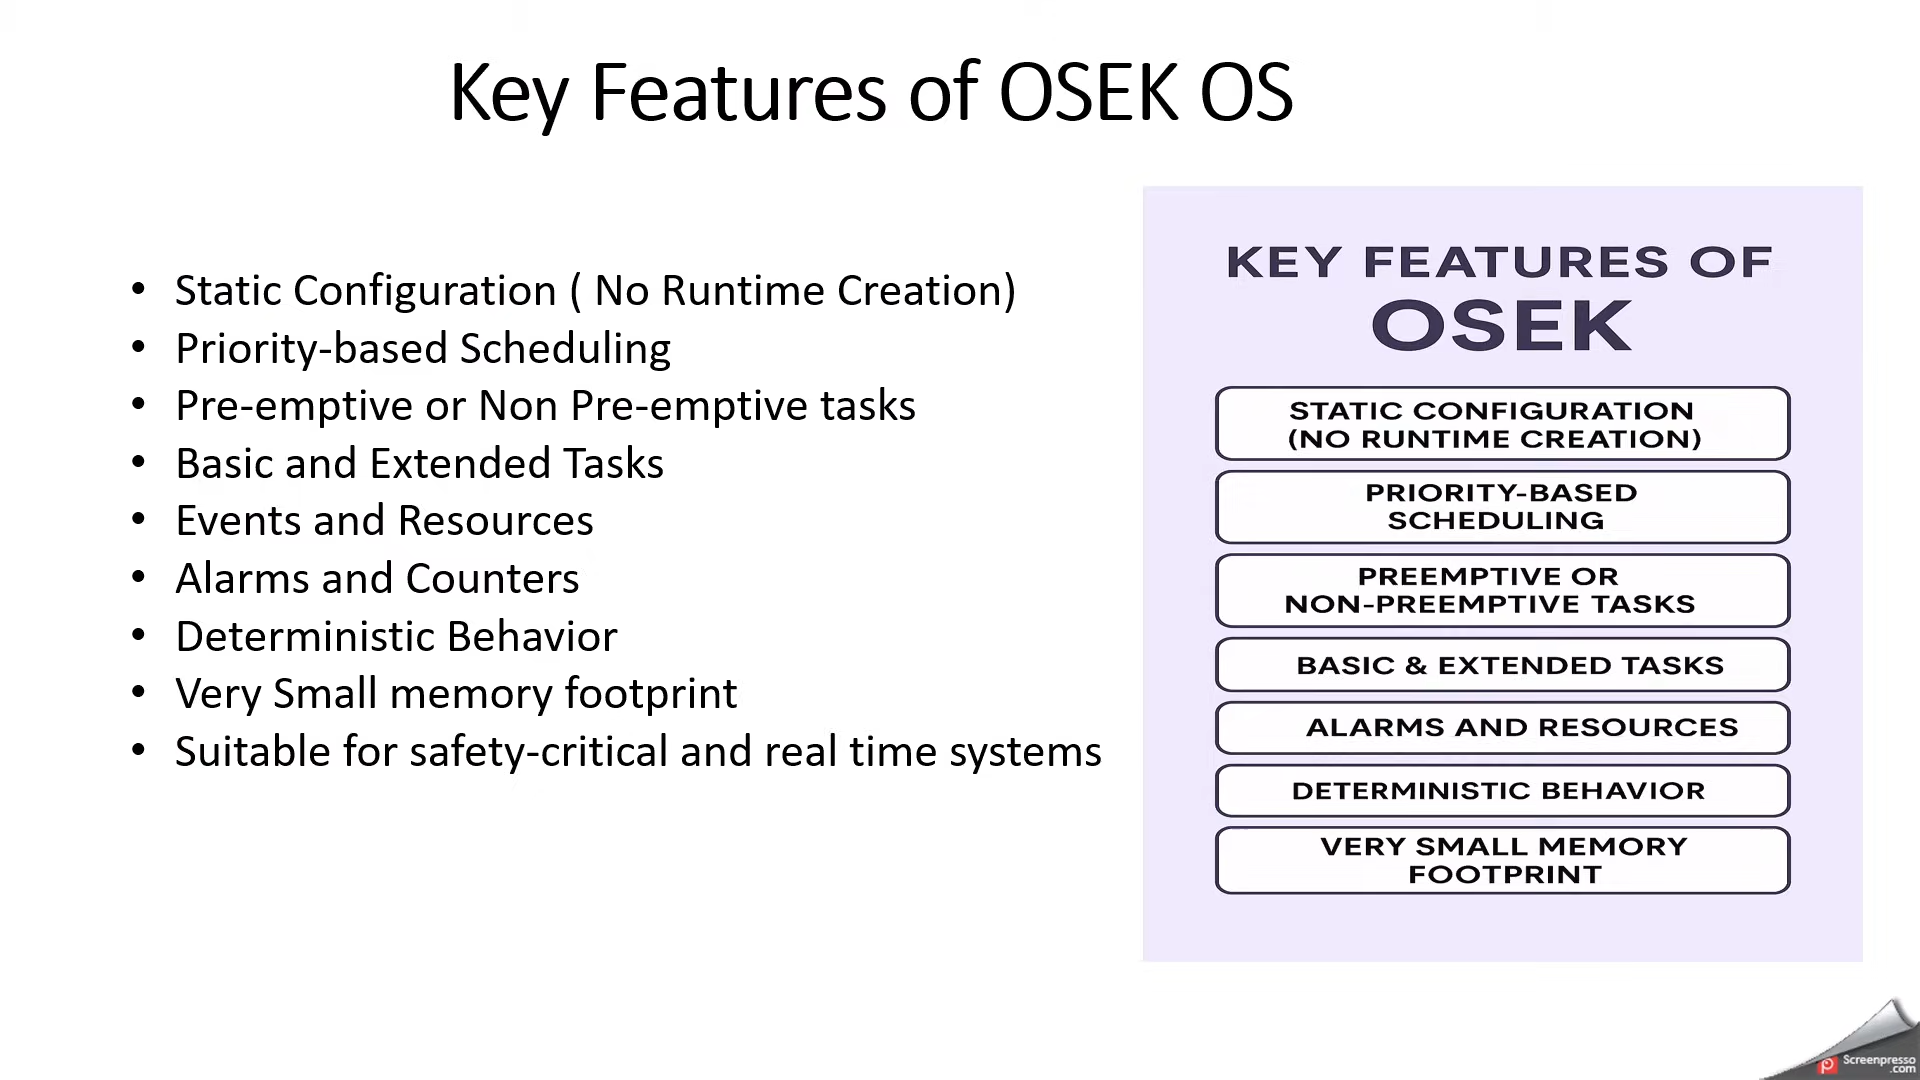 Key Features of OSEK OS
• Static Configuration ( No Runtime Creation)
• Priority-based Scheduling
• Pre-emptive or Non Pre-emptive tasks
• Basic and Extended Tasks
• Events and Resources
• Alarms and Counters
• Deterministic Behavior
• Very Small memory footprint
• Suitable for safety-critical and real time systems
KEY FEATURES OF
OSEK
STATIC CONFIGURATION
(NO RUNTIME CREATION)
PRIORITY-BASED
SCHEDULING
PREEMPTIVE OR
NON-PREEMPTIVE TASKS
BASIC & EXTENDED TASKS
ALARMS AND RESOURCES
DETERMINISTIC BEHAVIOR
VERY SMALL MEMORY
FOOTPRINT
Screenpresso
.com